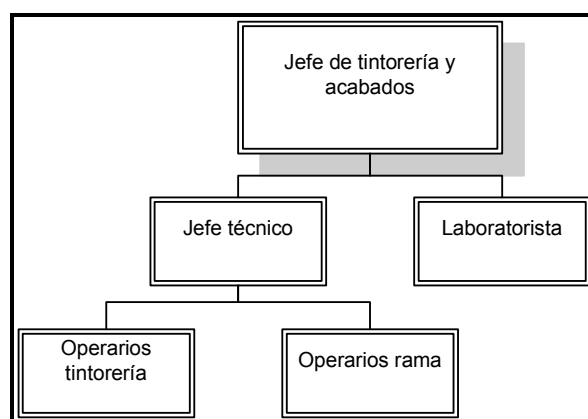 Jefe de tintorería y
acabados
Jefe técnico
Laboratorista
Operarios
tintorería
Operarios rama